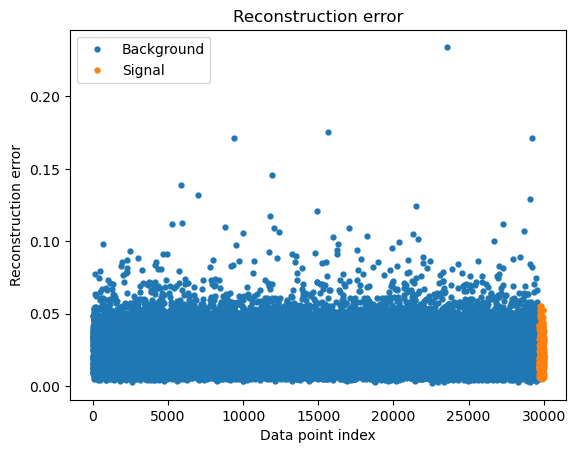 Reconstruction error
Background
Signal
Reconstruction error
0.20
0.15
0.10
0.05
0.00
0
5000
10000
15000
20000
25000
30000
Data point index